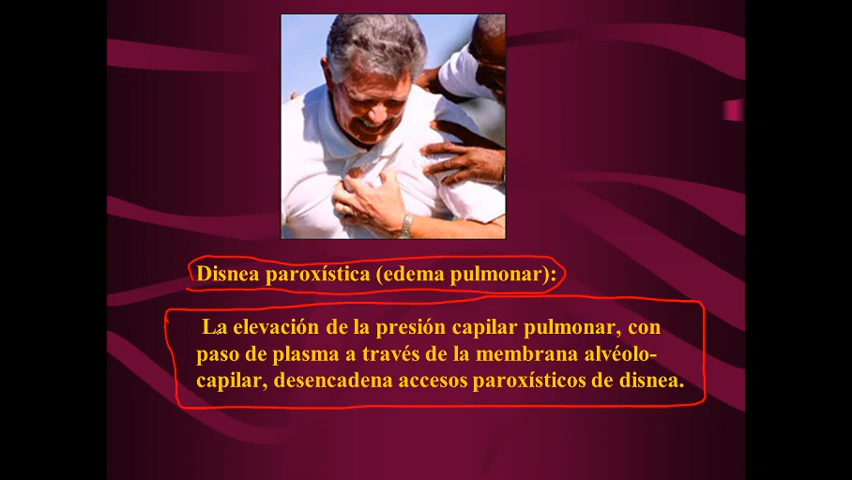 Disnea paroxística (edema pulmonar):
La elevación de la presión capilar pulmonar, con
paso de plasma a través de la membrana alvéolo-
capilar, desencadena accesos paroxísticos de disnea.